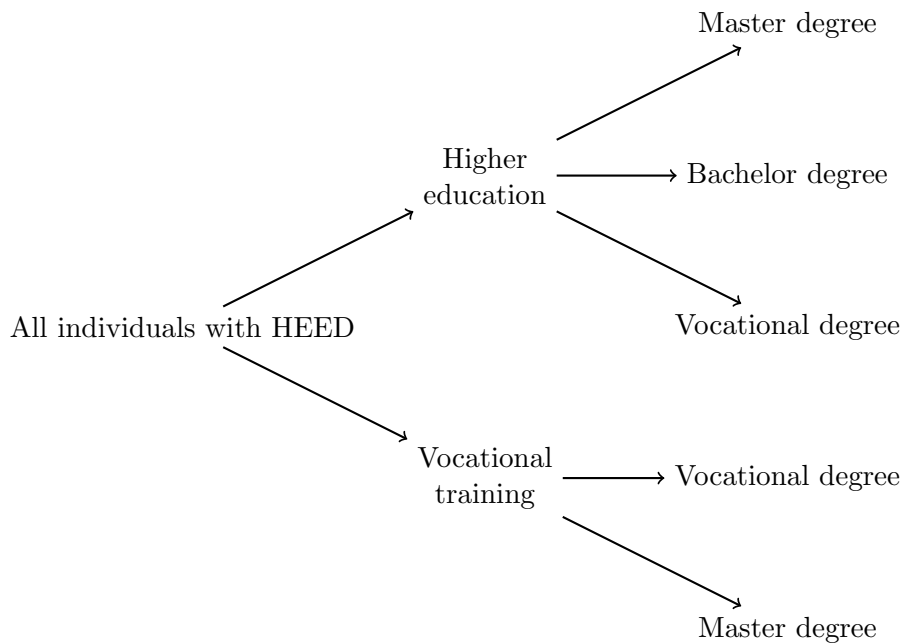 Master degree
Higher
education
Bachelor degree
Vocational degree
All individuals with HEED
Vocational
training
Vocational degree
Master degree